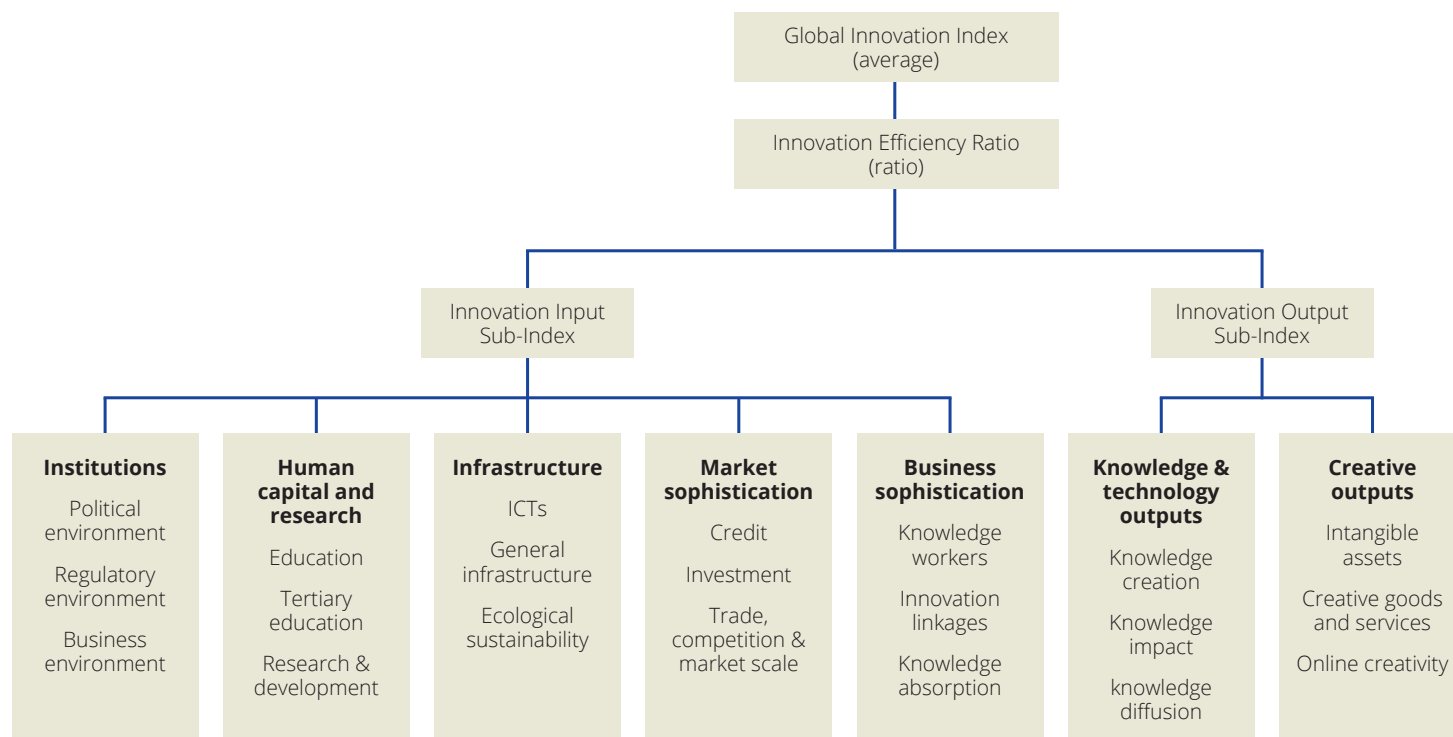 Global Innovation Index
(average)
Innovation Efficiency Ratio
(ratio)
Innovation Input
Sub-Index
Innovation Output
Sub-Index
Institutions
Political
environment
Regulatory
environment
Business
environment
Human
capital and
research
Education
Tertiary
education
Research &
development
Infrastructure
ICTs
General
infrastructure
Ecological
sustainability
Market
sophistication
Credit
Investment
Trade,
competition &
market scale
Business
sophistication
Knowledge
workers
Innovation
linkages
Knowledge
absorption
Knowledge &
technology
outputs
Knowledge
creation
Knowledge
impact
knowledge
diffusion
Creative
outputs
Intangible
assets
Creative goods
and services
Online creativity